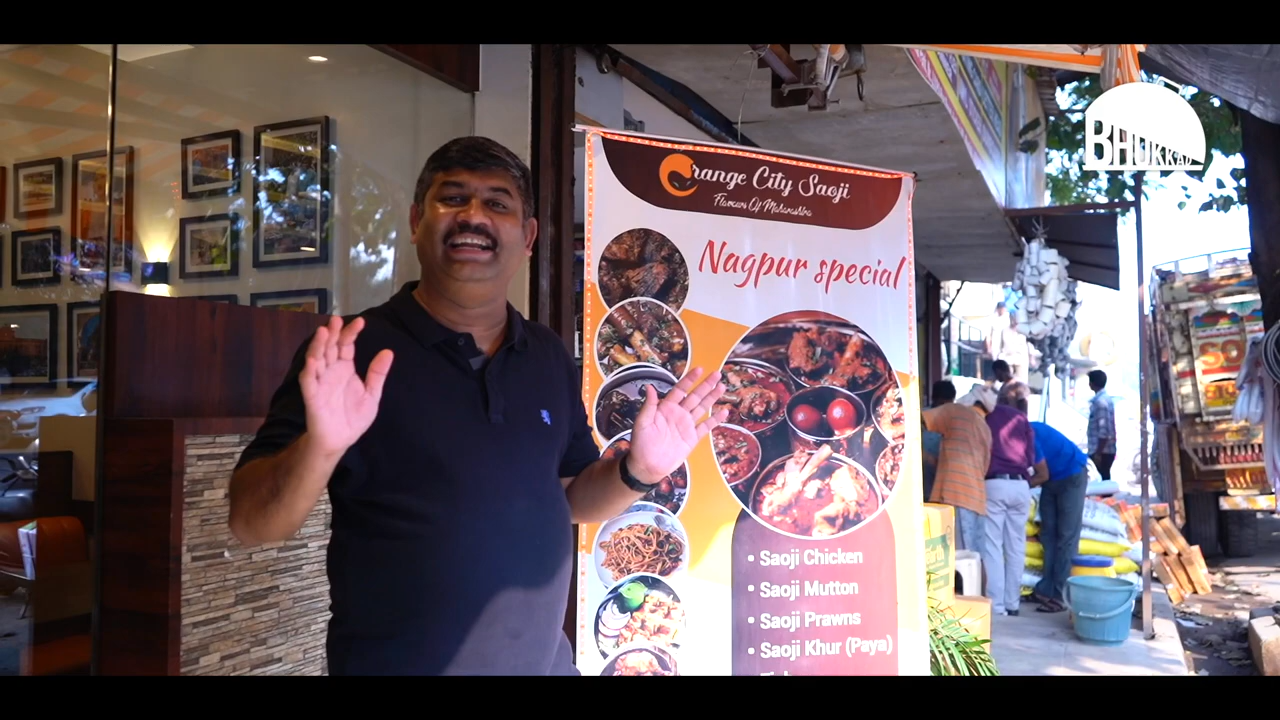 BHUKKAD
Orange City Saoji
Flavours Of Maharashtra
Nagpur special
• Saoji Chicken
• Saoji Mutton
• Saoji Prawns
• Saoji Khur (Paya)